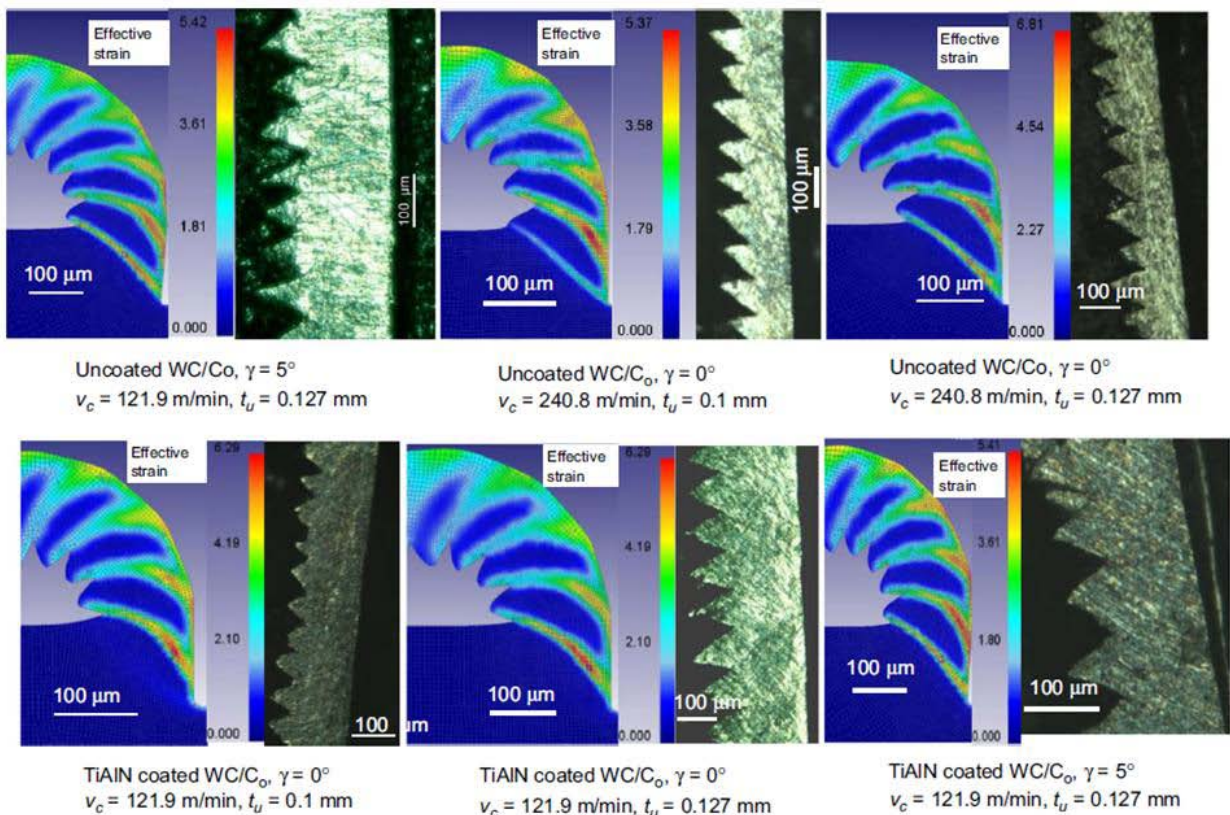 Effective
strain
5.42
3.61
1.81
0.000
100 μm
100 μm
Effective
strain
5.37
3.58
1.79
0.000
100 μm
100 μm
Effective
strain
6.81
4.54
2.27
0.000
100 μm
100 μm
Uncoated WC/Co, γ = 5°
v_c = 121.9 m/min, t_u = 0.127 mm
Uncoated WC/C_o, γ = 0°
v_c = 240.8 m/min, t_u = 0.1 mm
Uncoated WC/Co, γ = 0°
v_c = 240.8 m/min, t_u = 0.127 mm
Effective
strain
6.29
4.19
2.10
0.000
100 μm
100 μm
Effective
strain
6.29
4.19
2.10
0.000
100 μm
100 μm
Effective
strain
5.41
3.61
1.80
0.000
100 μm
100 μm
TiAlN coated WC/C_o, γ = 0°
v_c = 121.9 m/min, t_u = 0.1 mm
TiAlN coated WC/C_o, γ = 0°
v_c = 121.9 m/min, t_u = 0.127 mm
TiAlN coated WC/C_o, γ = 5°
v_c = 121.9 m/min, t_u = 0.127 mm